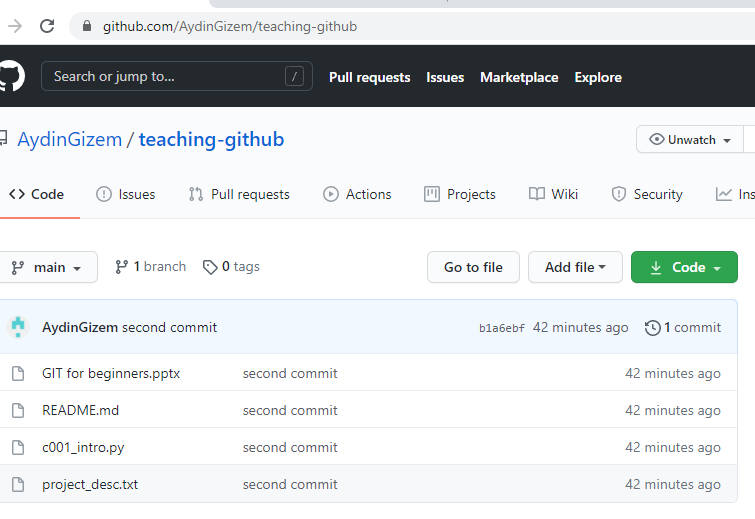 github.com/AydinGizem/teaching-github
Search or jump to... /
Pull requests Issues Marketplace Explore
AydinGizem / teaching-github
Unwatch
<> Code Issues Pull requests Actions Projects Wiki Security Ins
main 1 branch 0 tags Go to file Add file Code
AydinGizem second commit b1a6ebf 42 minutes ago 1 commit
GIT for beginners.pptx second commit 42 minutes ago
README.md second commit 42 minutes ago
c001_intro.py second commit 42 minutes ago
project_desc.txt second commit 42 minutes ago